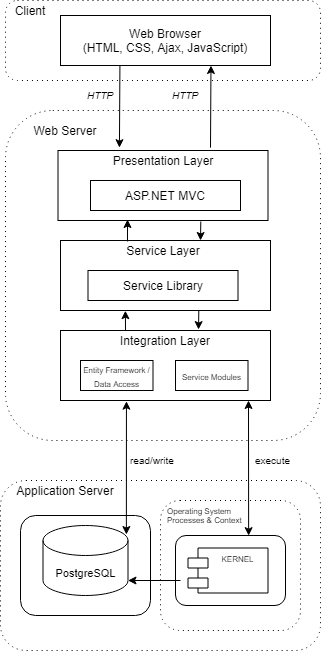 Client
Web Browser
(HTML, CSS, Ajax, JavaScript)
HTTP
HTTP
Web Server
Presentation Layer
ASP.NET MVC
Service Layer
Service Library
Integration Layer
Entity Framework /
Data Access
Service Modules
read/write
execute
Application Server
Operating System
Processes & Context
PostgreSQL
KERNEL